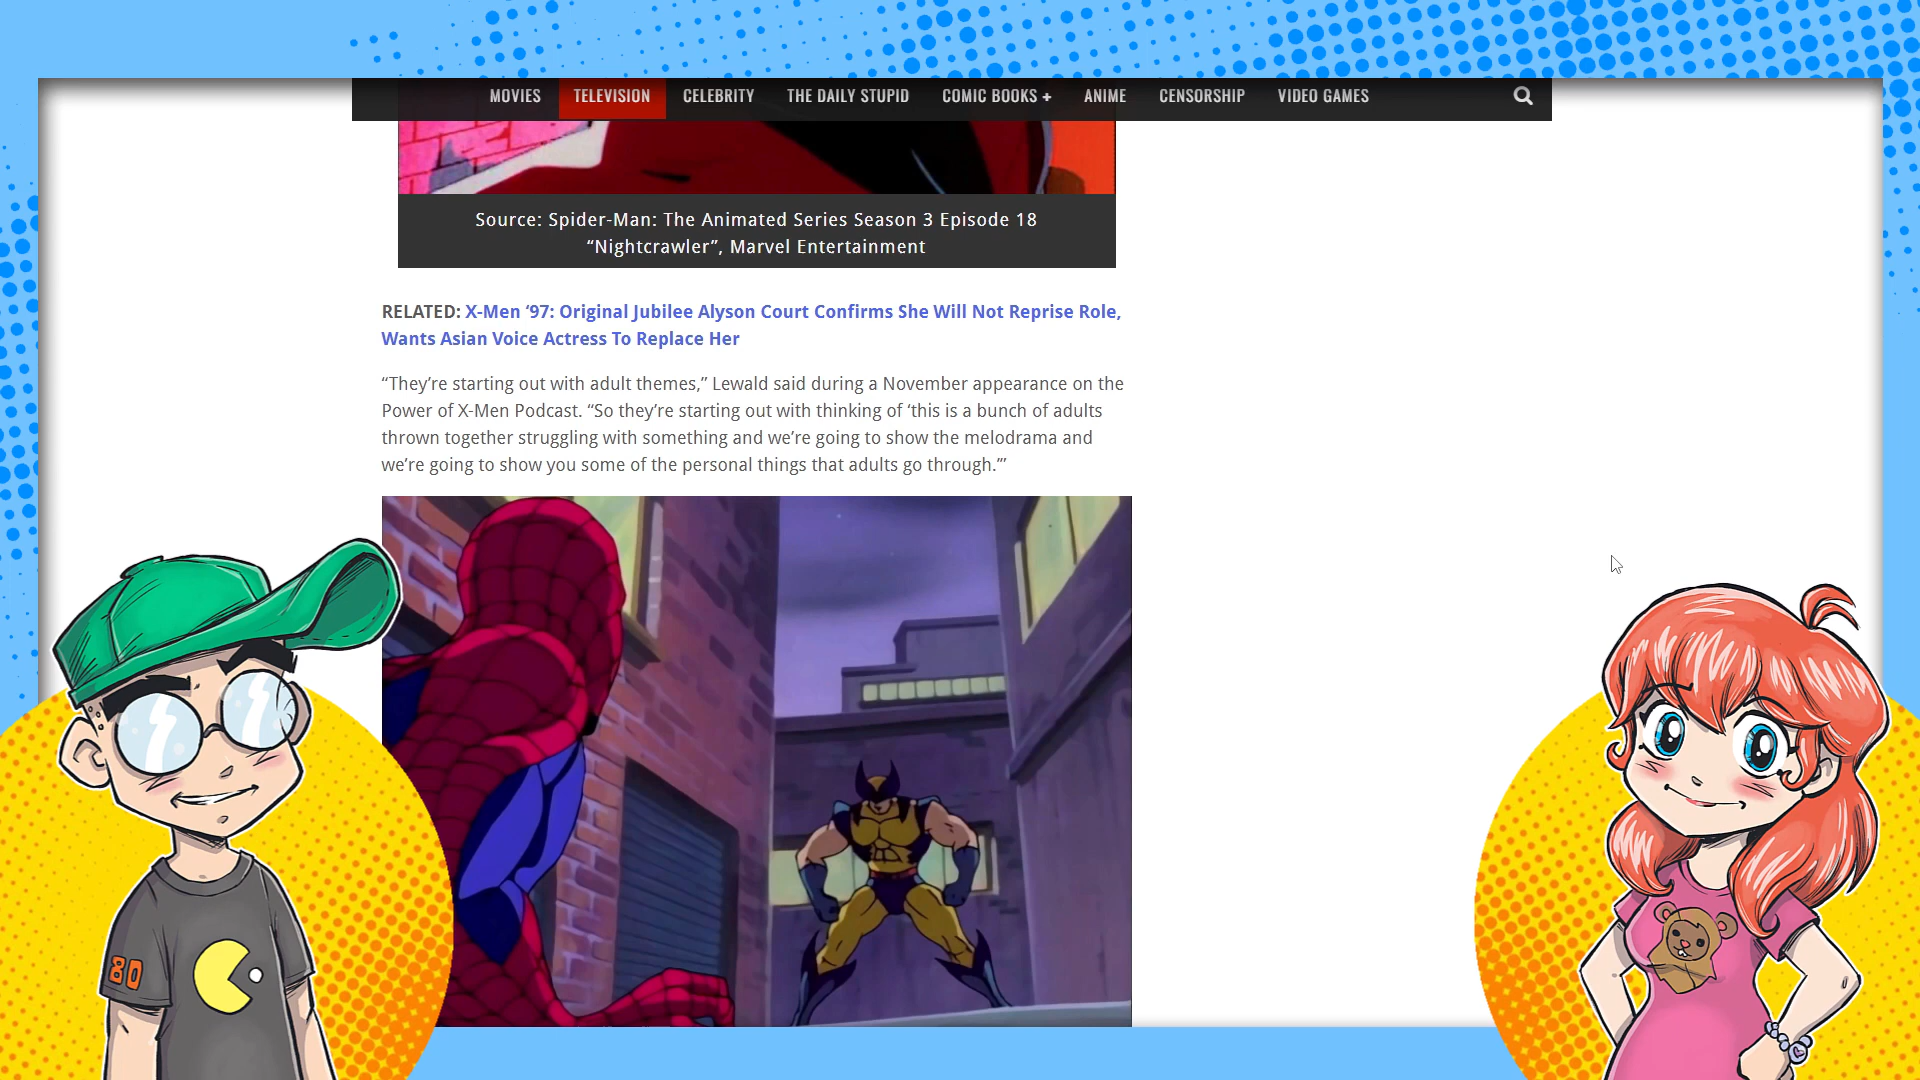 MOVIES TELEVISION CELEBRITY THE DAILY STUPID COMIC BOOKS + ANIME CENSORSHIP VIDEO GAMES
Source: Spider-Man: The Animated Series Season 3 Episode 18
“Nightcrawler”, Marvel Entertainment
RELATED: X-Men ‘97: Original Jubilee Alyson Court Confirms She Will Not Reprise Role,
Wants Asian Voice Actress To Replace Her
“They’re starting out with adult themes,” Lewald said during a November appearance on the
Power of X-Men Podcast. “So they’re starting out with thinking of ‘this is a bunch of adults
thrown together struggling with something and we’re going to show the melodrama and
we’re going to show you some of the personal things that adults go through.’”
80